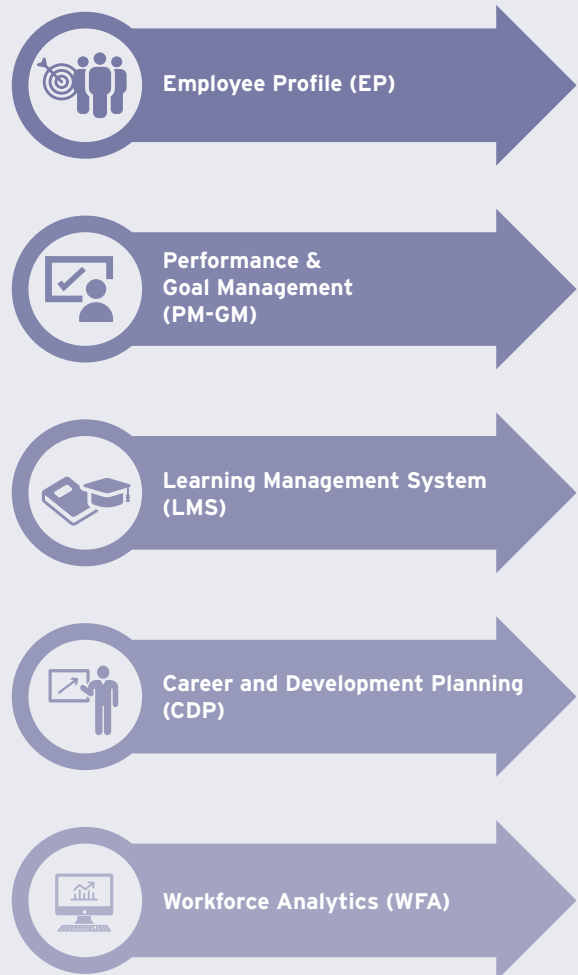 Employee Profile (EP)
Performance &
Goal Management
(PM-GM)
Learning Management System
(LMS)
Career and Development Planning
(CDP)
Workforce Analytics (WFA)